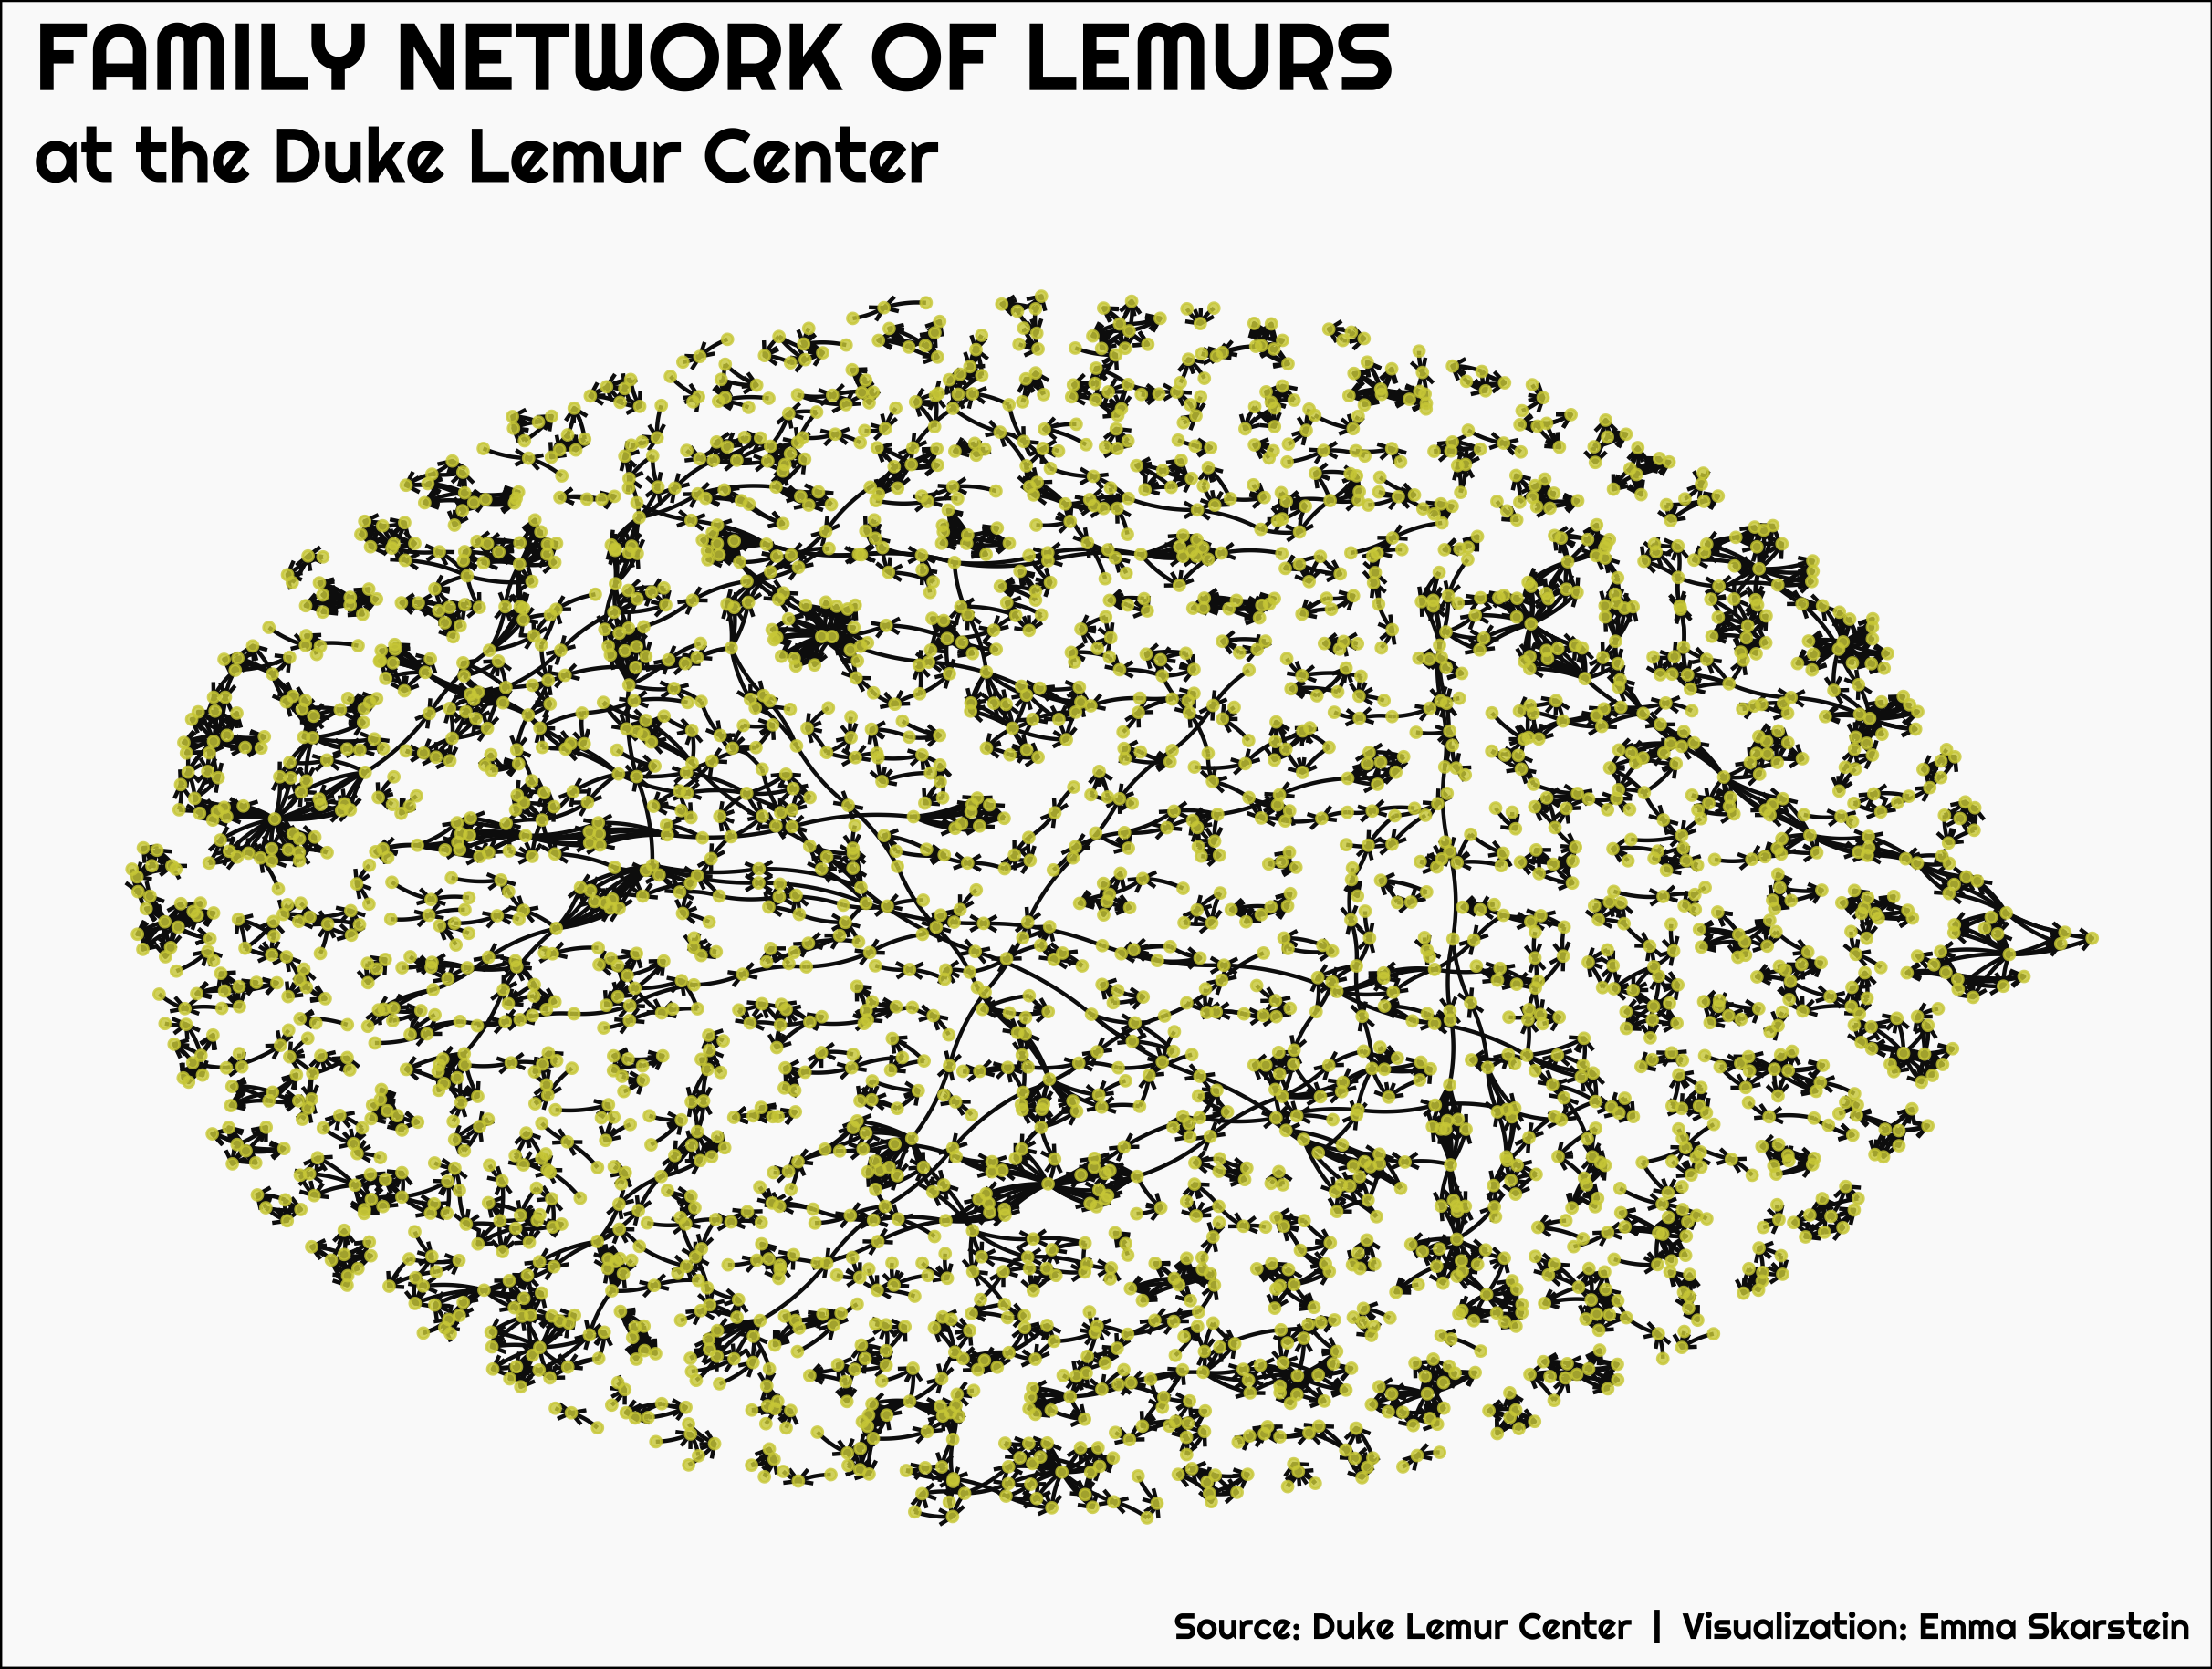 FAMILY NETWORK OF LEMURS
at the Duke Lemur Center
Source: Duke Lemur Center | Visualization: Emma Skarstein